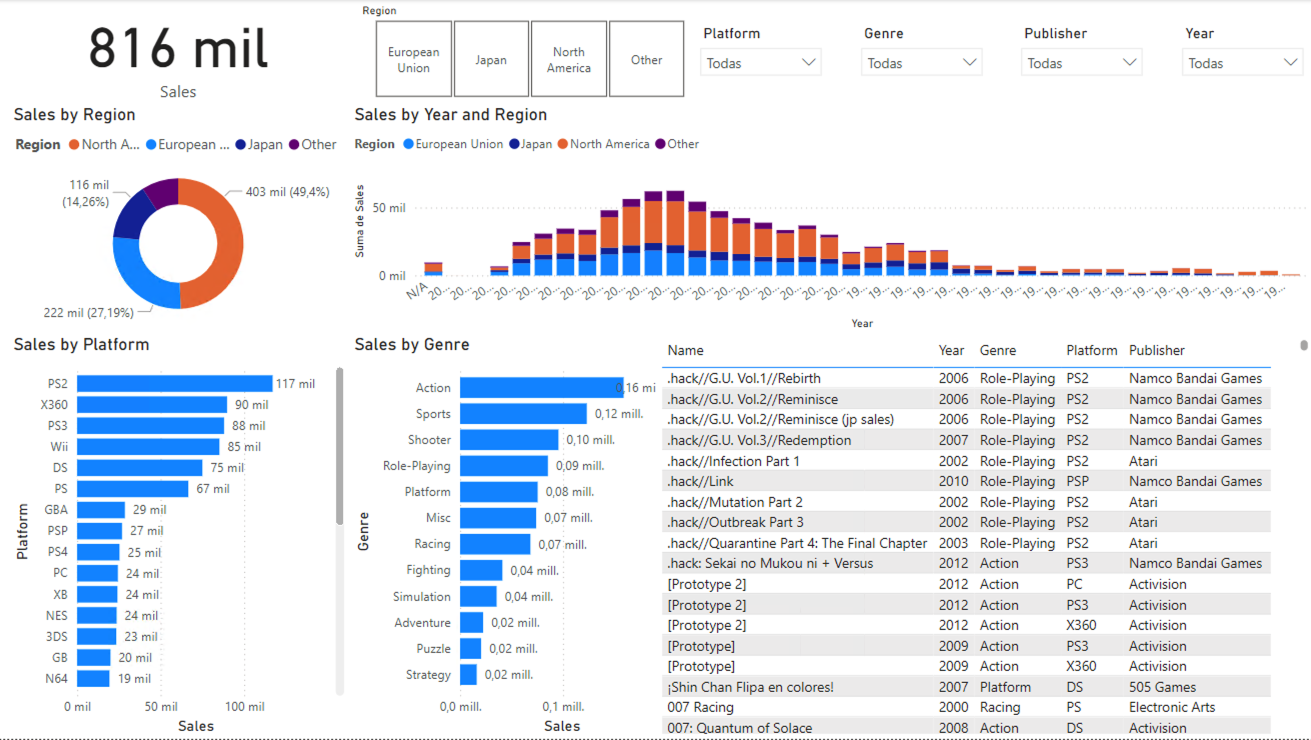 816 mil
Sales
Region
European Union
Japan
North America
Other
Platform
Todas
Genre
Todas
Publisher
Todas
Year
Todas
Sales by Region
Region North A... European ... Japan Other
116 mil
(14,26%)
403 mil (49,4%)
222 mil (27,19%)
Sales by Year and Region
Region European Union Japan North America Other
Suma de Sales
50 mil
0 mil
N/A 20... 20... 20... 20... 20... 20... 20... 20... 20... 20... 20... 20... 20... 20... 20... 20... 20... 20... 20... 19... 19... 19... 19... 19... 19... 19... 19... 19... 19... 19... 19... 19... 19... 19... 19... 19... 19... 19... 19...
Year
Sales by Platform
Platform
PS2 117 mil
X360 90 mil
PS3 88 mil
Wii 85 mil
DS 75 mil
PS 67 mil
GBA 29 mil
PSP 27 mil
PS4 25 mil
PC 24 mil
XB 24 mil
NES 24 mil
3DS 23 mil
GB 20 mil
N64 19 mil
0 mil 50 mil 100 mil
Sales
Sales by Genre
Genre
Action 0,16 mi
Sports 0,12 mill.
Shooter 0,10 mill.
Role-Playing 0,09 mill.
Platform 0,08 mill.
Misc 0,07 mill.
Racing 0,07 mill.
Fighting 0,04 mill.
Simulation 0,04 mill.
Adventure 0,02 mill.
Puzzle 0,02 mill.
Strategy 0,02 mill.
0,0 mill. 0,1 mill.
Sales
Name Year Genre Platform Publisher
.hack//G.U. Vol.1//Rebirth 2006 Role-Playing PS2 Namco Bandai Games
.hack//G.U. Vol.2//Reminisce 2006 Role-Playing PS2 Namco Bandai Games
.hack//G.U. Vol.2//Reminisce (jp sales) 2006 Role-Playing PS2 Namco Bandai Games
.hack//G.U. Vol.3//Redemption 2007 Role-Playing PS2 Namco Bandai Games
.hack//Infection Part 1 2002 Role-Playing PS2 Atari
.hack//Link 2010 Role-Playing PSP Namco Bandai Games
.hack//Mutation Part 2 2002 Role-Playing PS2 Atari
.hack//Outbreak Part 3 2002 Role-Playing PS2 Atari
.hack//Quarantine Part 4: The Final Chapter 2003 Role-Playing PS2 Atari
.hack: Sekai no Mukou ni + Versus 2012 Action PS3 Namco Bandai Games
[Prototype 2] 2012 Action PC Activision
[Prototype 2] 2012 Action PS3 Activision
[Prototype 2] 2012 Action X360 Activision
[Prototype] 2009 Action PS3 Activision
[Prototype] 2009 Action X360 Activision
¡Shin Chan Flipa en colores! 2007 Platform DS 505 Games
007 Racing 2000 Racing PS Electronic Arts
007: Quantum of Solace 2008 Action DS Activision